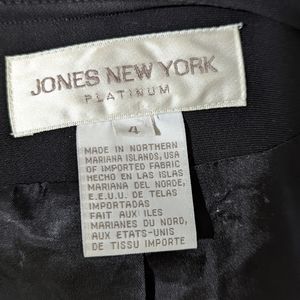 JONES NEW YORK
PLATINUM
4
MADE IN NORTHERN
MARIANA ISLANDS, USA
OF IMPORTED FABRIC
HECHO EN LAS ISLAS
MARIANA DEL NORDE,
E.E.U.U. DE TELAS
IMPORTADAS
FAIT AUX ILES
MARIANES DU NORD,
AUX ETATS-UNIS
DE TISSU IMPORTE